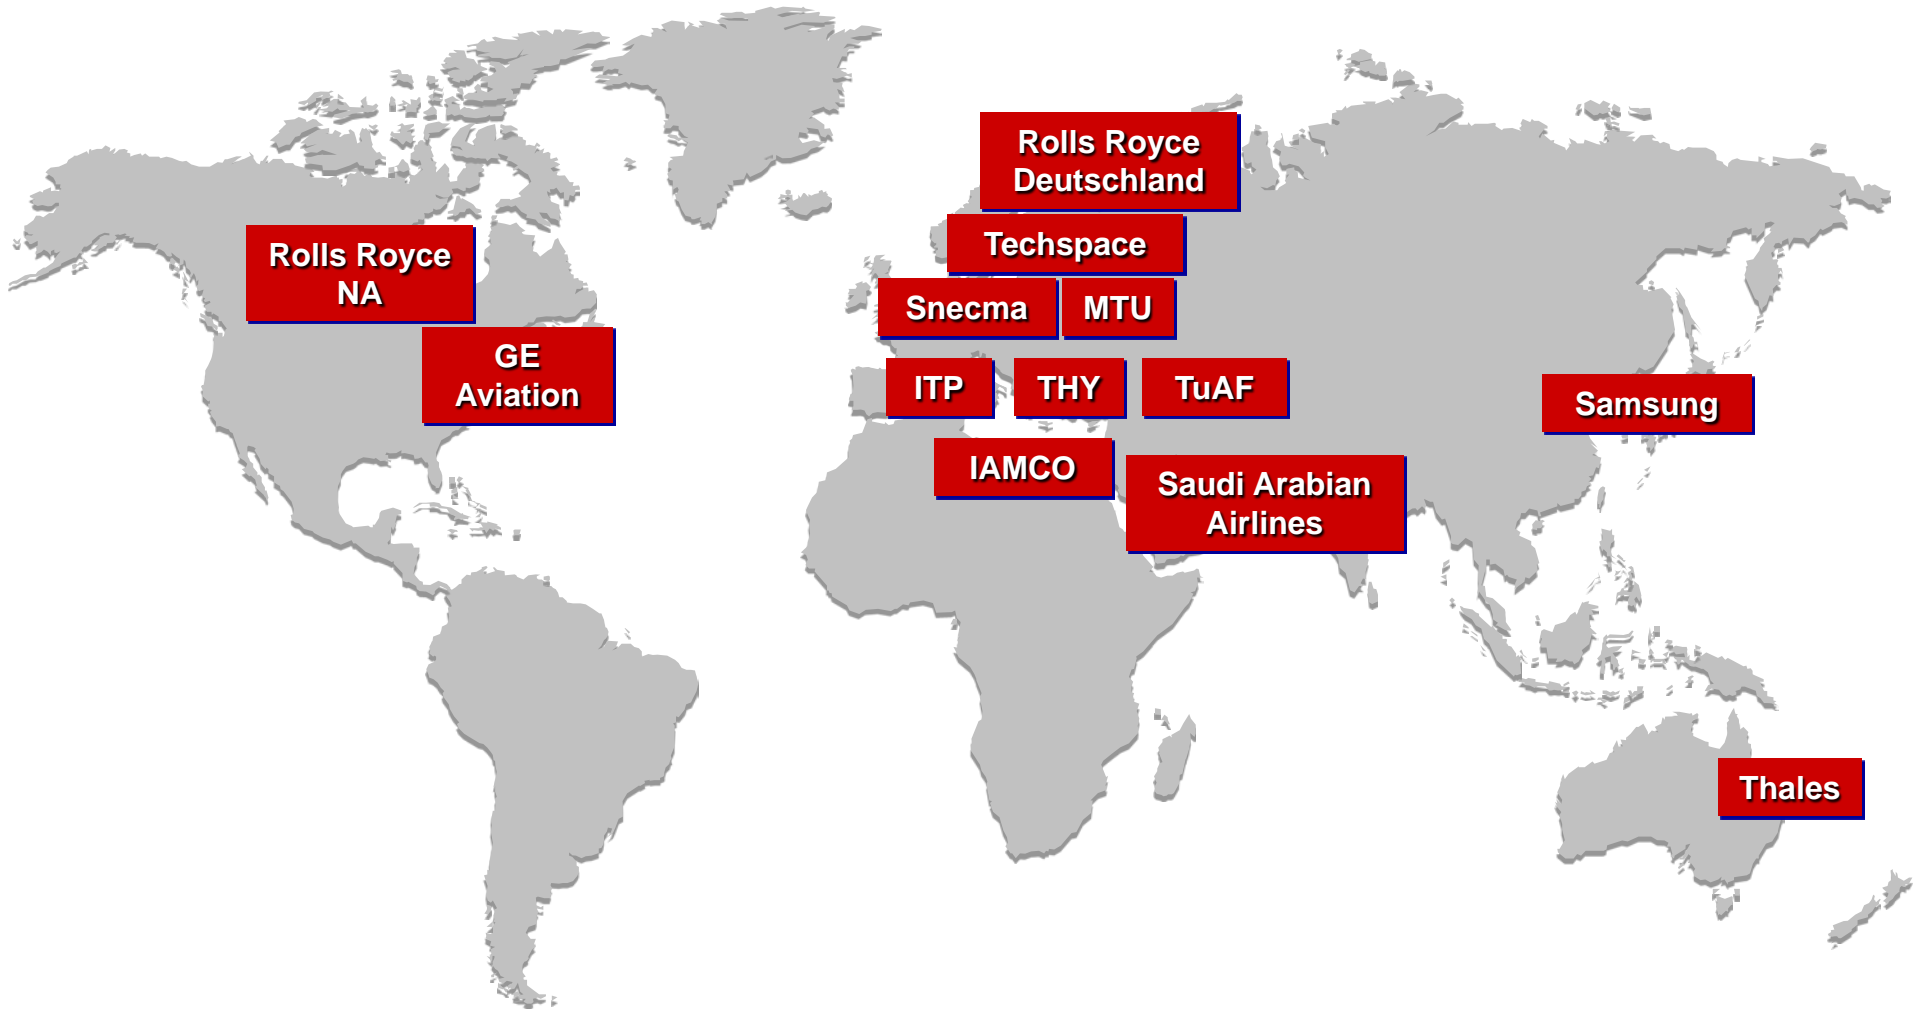 Rolls Royce
Deutschland
Techspace
Rolls Royce
NA
Snecma
MTU
GE
Aviation
ITP
THY
TuAF
Samsung
IAMCO
Saudi Arabian
Airlines
Thales